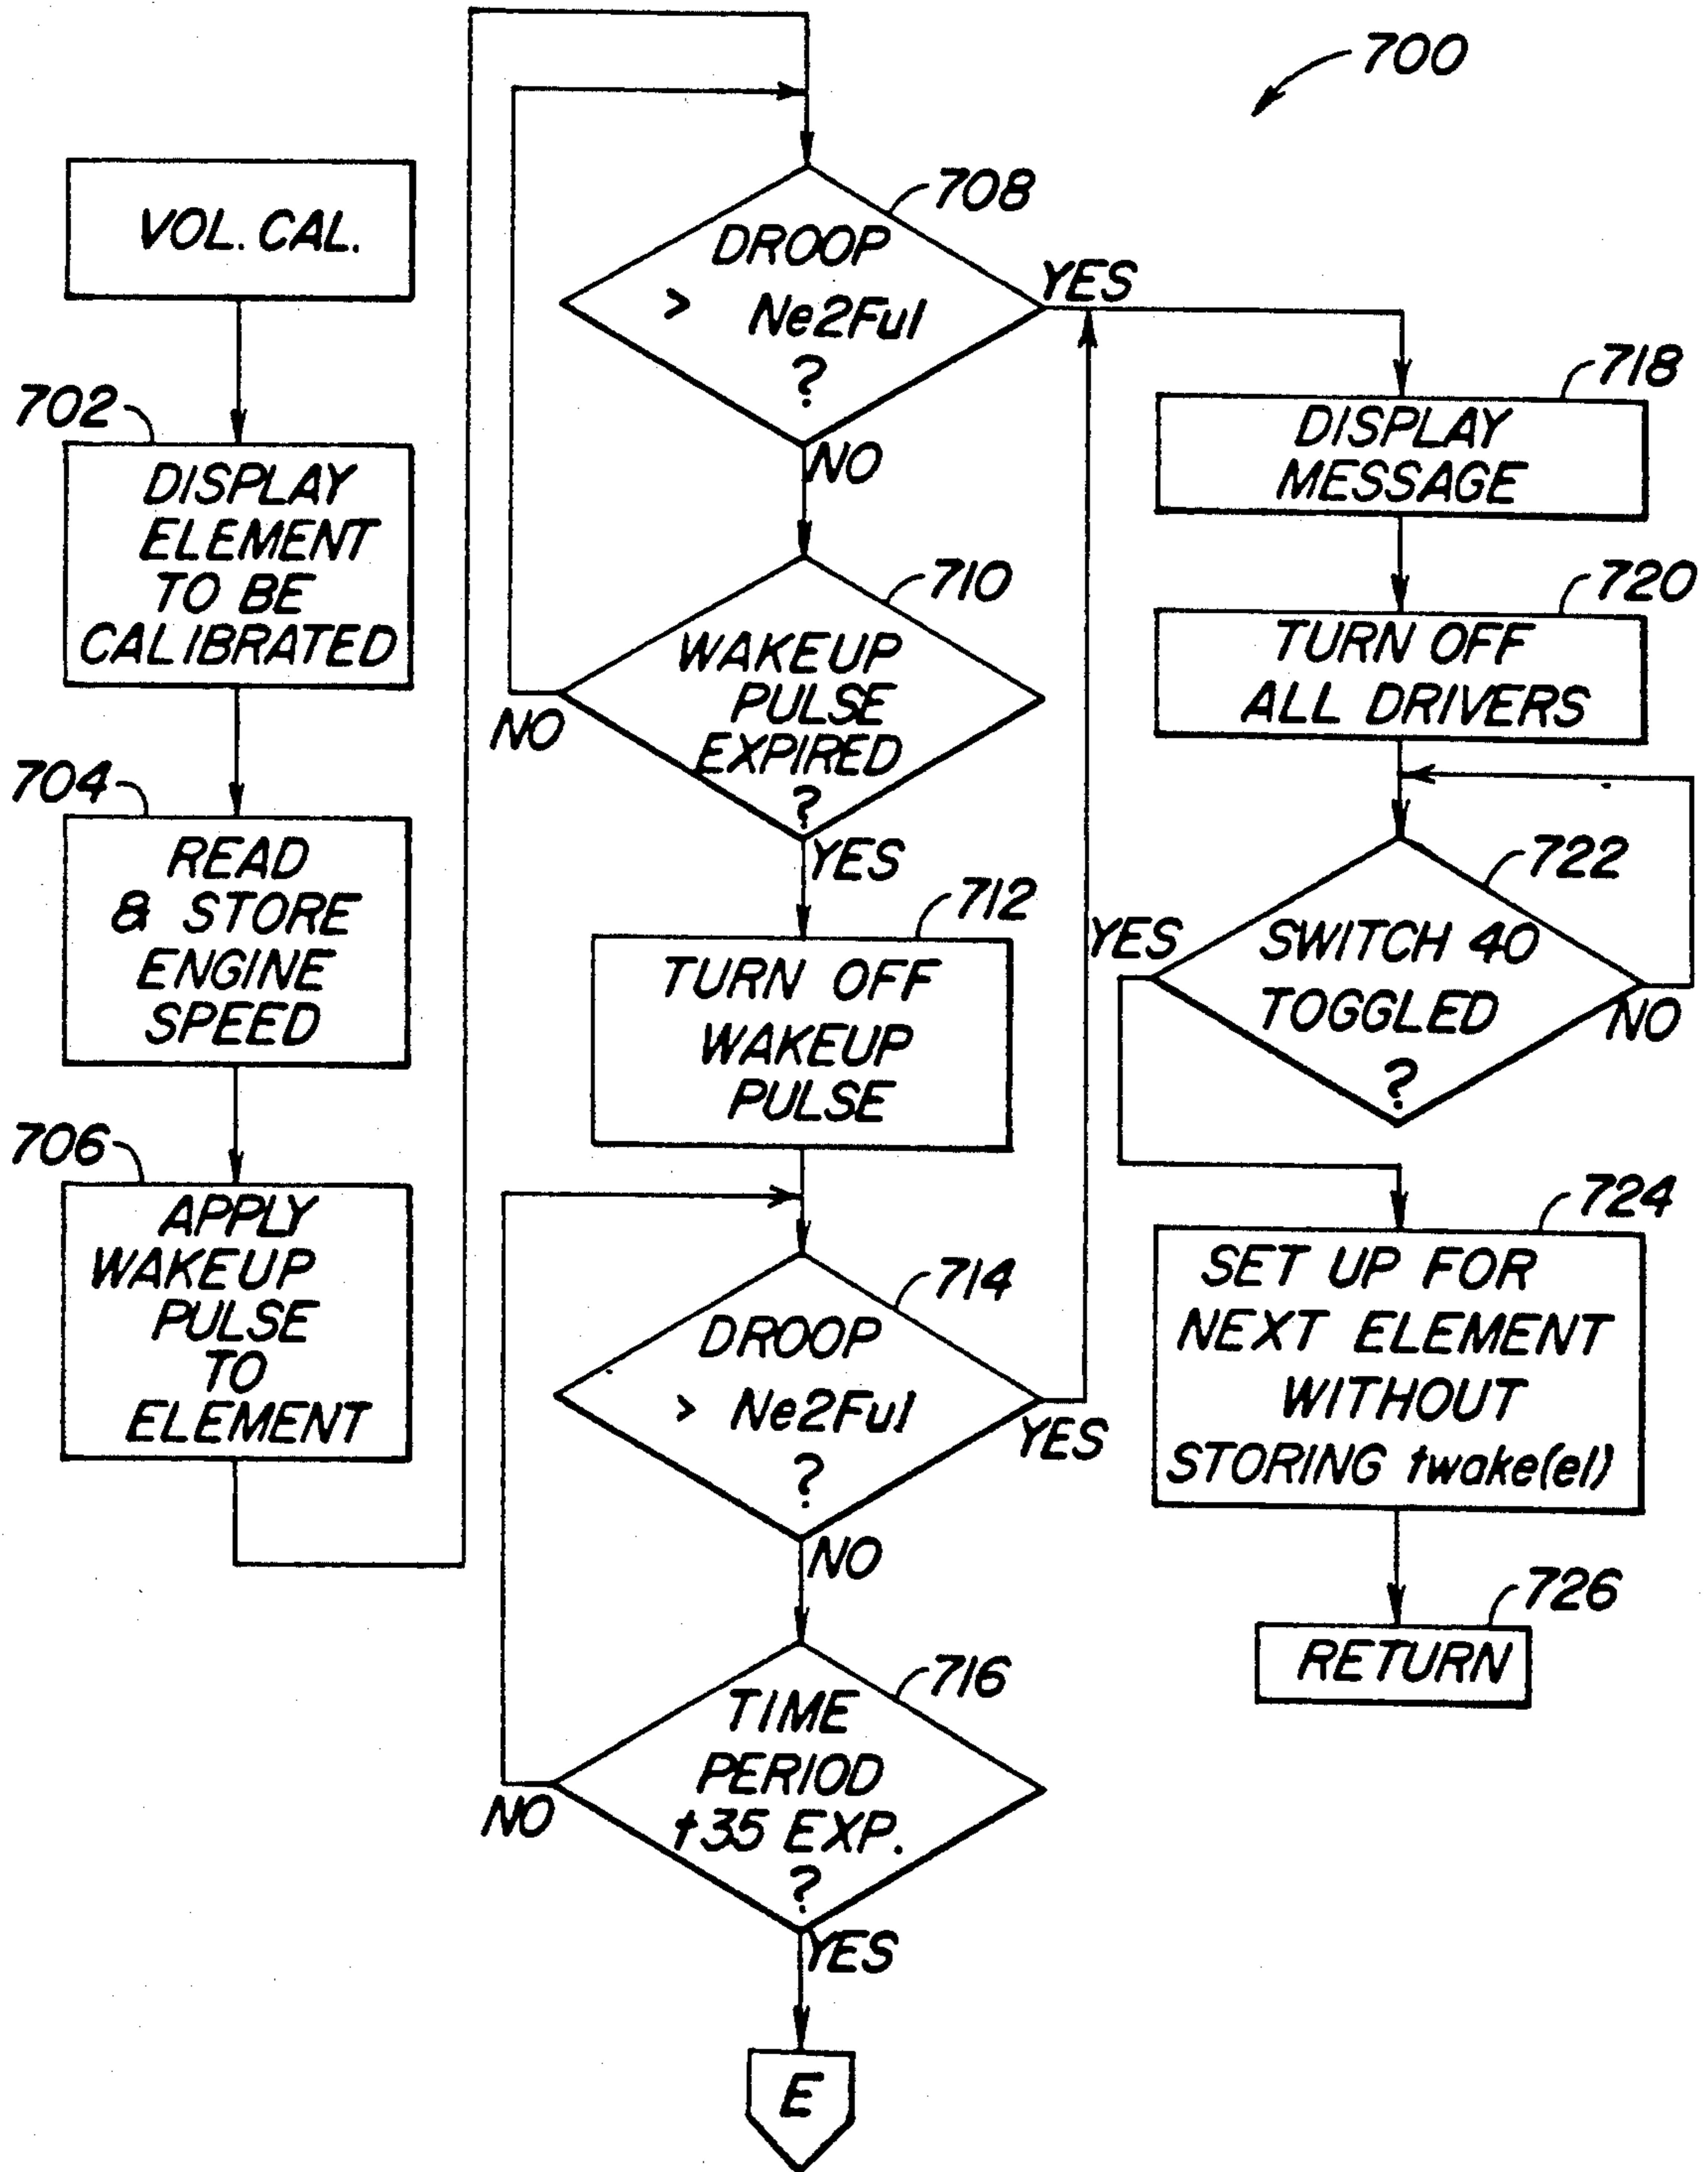 700
VOL. CAL.
702
DISPLAY
ELEMENT
TO BE
CALIBRATED
704
READ
& STORE
ENGINE
SPEED
706
APPLY
WAKEUP
PULSE
TO
ELEMENT
708
DROOP
> Ne2Ful
?
YES
NO
710
WAKEUP
PULSE
EXPIRED
?
NO
YES
712
TURN OFF
WAKEUP
PULSE
714
DROOP
> Ne2Ful
?
YES
NO
716
TIME
PERIOD
t35 EXP.
?
NO
YES
E
718
DISPLAY
MESSAGE
720
TURN OFF
ALL DRIVERS
722
SWITCH 40
TOGGLED
?
YES
NO
724
SET UP FOR
NEXT ELEMENT
WITHOUT
STORING twake(el)
726
RETURN